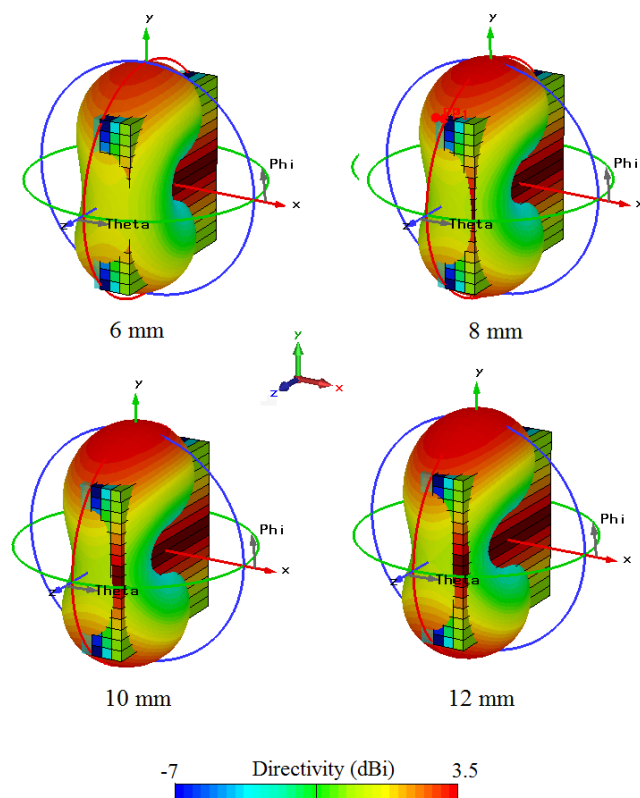 y
Phi
x
z
Theta
6 mm
y
Phi
x
z
Theta
8 mm
y
z
x
y
Phi
x
z
Theta
10 mm
y
Phi
x
z
Theta
12 mm
-7
Directivity (dBi)
3.5